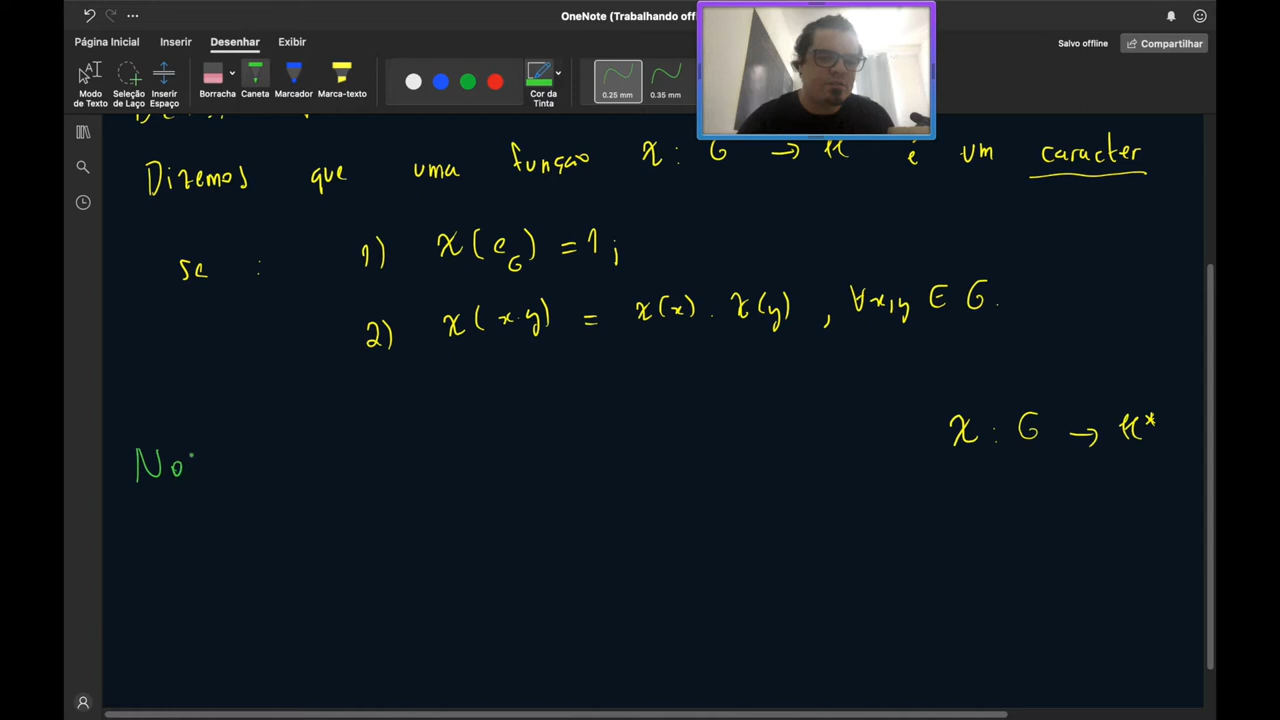 OneNote (Trabalhando off
Página Inicial Inserir Desenhar Exibir
Salvo offline Compartilhar
Modo de Texto Seleção de Laço Inserir Espaço Borracha Caneta Marcador Marca-texto Cor da Tinta 0.25 mm 0.35 mm
Dizemos que uma função χ : G → K é um caracter
se : 1) χ(e_G) = 1 ;
2) χ(x·y) = χ(x) . χ(y) , ∀x,y ∈ G.
χ : G → K*
No